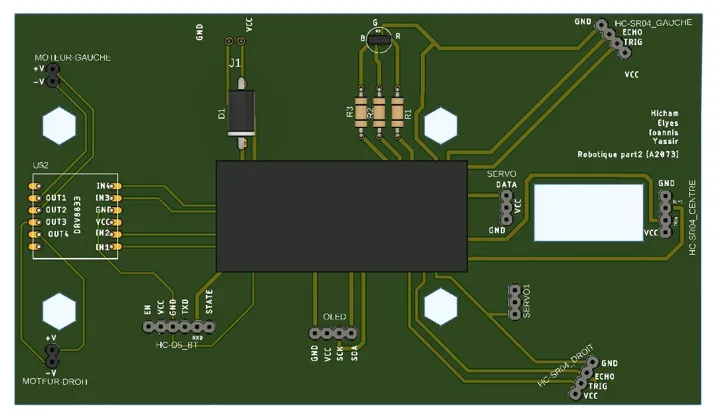 GND
VCC
J1
D1
MOTEUR-GAUCHE
+V
-V
G
B
R
R3
R2
R1
HC-SR04_GAUCHE
GND
ECHO
TRIG
VCC
Hicham
Elyes
Ioannis
Yassir
Robotique part2 [A2073]
US2
OUT1
OUT2
OUT3
OUT4
DRV8833
IN4
IN3
GND
VCC
IN2
IN1
SERVO
DATA
VCC
GND
GND
VCC
HC-SR04_CENTRE
SERVO1
EN
VCC
GND
TXD
RXD
STATE
HC-05_BT
OLED
GND
VCC
SCK
SDA
+V
-V
MOTEUR-DROIT
HC-SR04_DROIT
GND
ECHO
TRIG
VCC